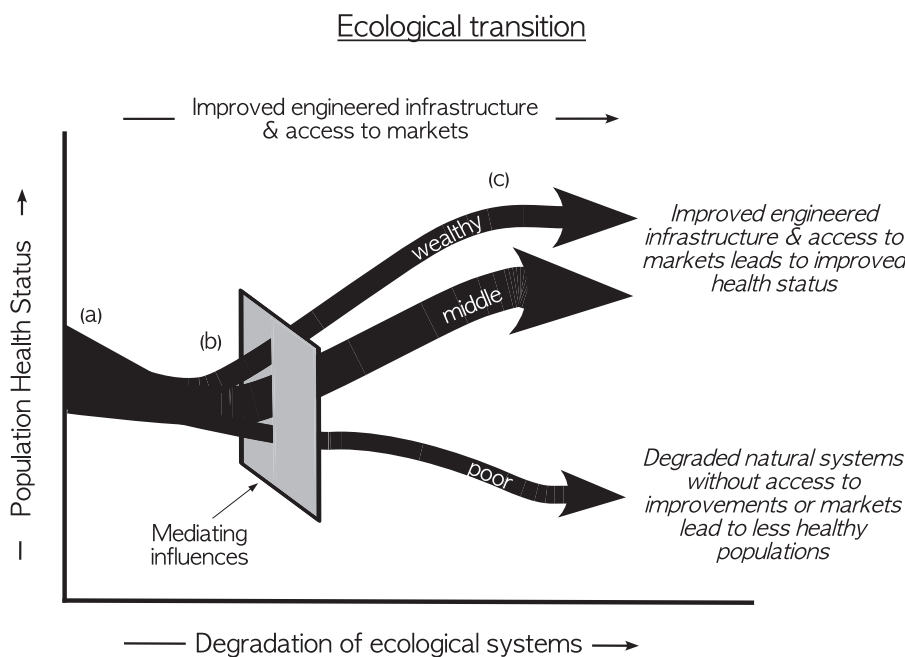 Ecological transition
Improved engineered infrastructure
& access to markets
(c)
wealthy
Improved engineered
infrastructure & access to
markets leads to improved
health status
middle
(a)
(b)
Population Health Status
poor
Degraded natural systems
without access to
improvements or markets
lead to less healthy
populations
Mediating
influences
Degradation of ecological systems